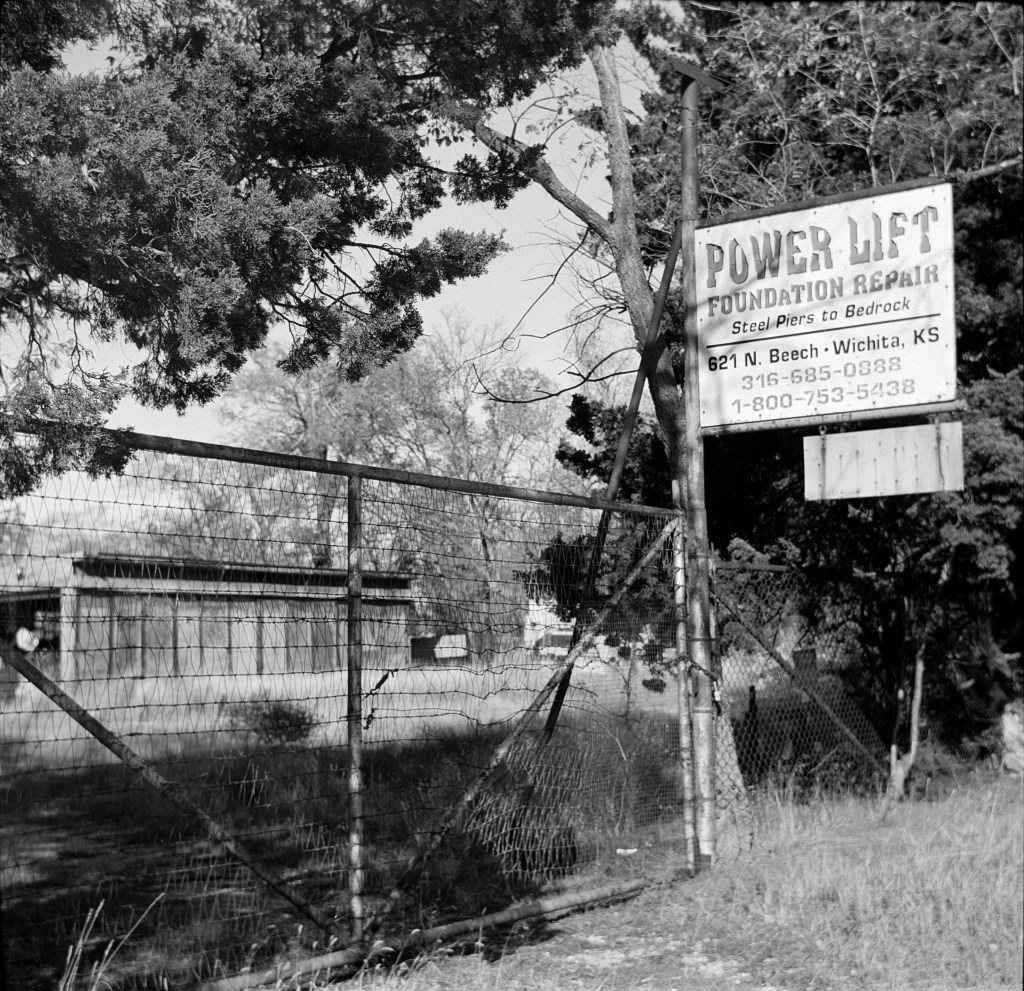 POWER LIFT
FOUNDATION REPAIR
Steel Piers to Bedrock
621 N. Beech · Wichita, KS
316-685-0888
1-800-753-5438